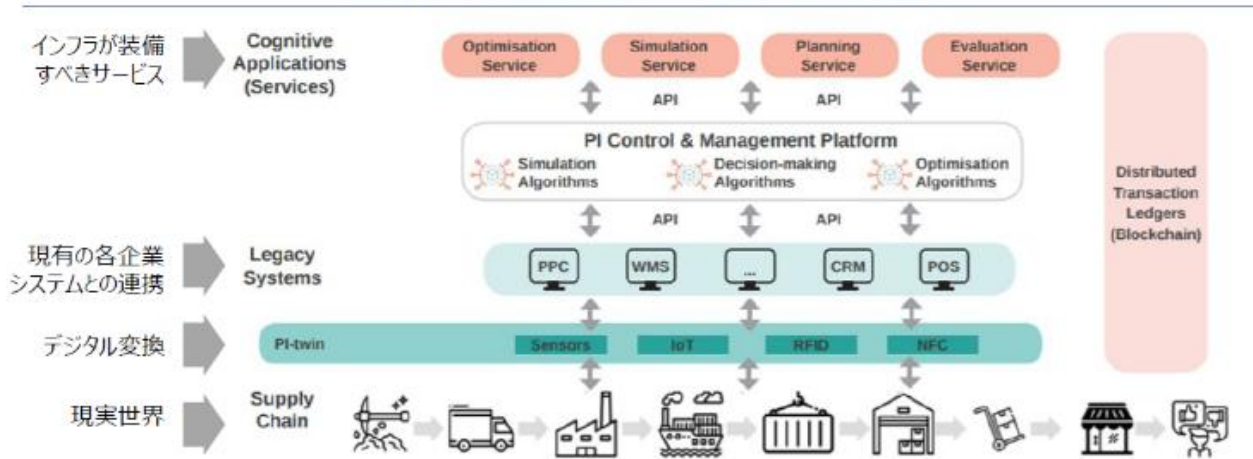 インフラが装備
すべきサービス
Cognitive
Applications
(Services)
Optimisation
Service
Simulation
Service
Planning
Service
Evaluation
Service
API
API
PI Control & Management Platform
Simulation
Algorithms
Decision-making
Algorithms
Optimisation
Algorithms
Distributed
Transaction
Ledgers
(Blockchain)
API
API
現有の各企業
システムとの連携
Legacy
Systems
PPC
WMS
...
CRM
POS
デジタル変換
PI-twin
Sensors
IoT
RFID
NFC
現実世界
Supply
Chain